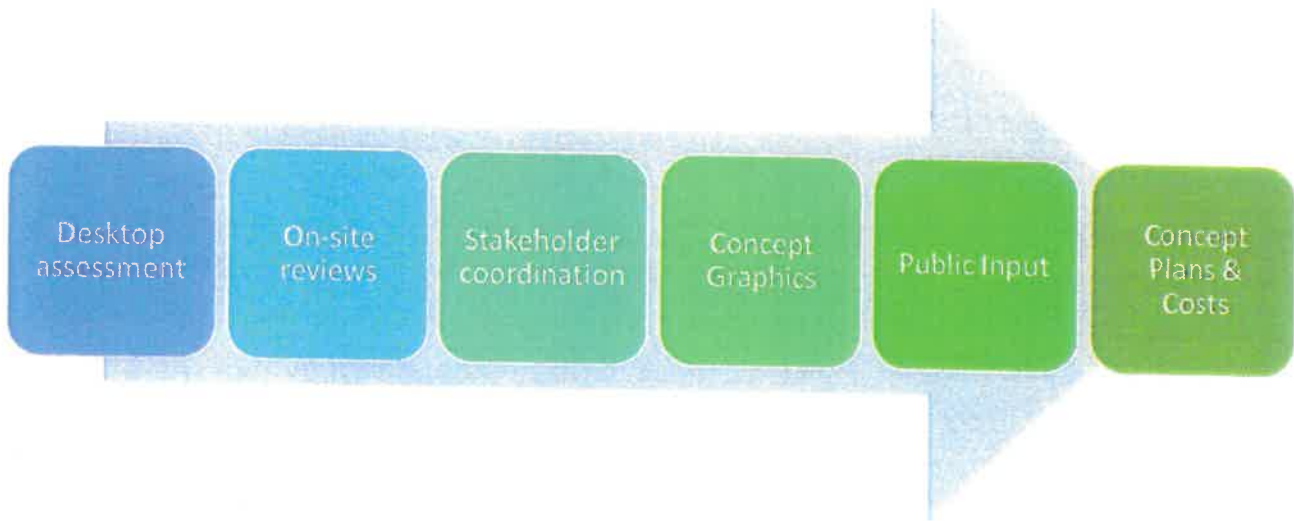 Desktop
assessment
On-site
reviews
Stakeholder
coordination
Concept
Graphics
Public Input
Concept
Plans &
Costs